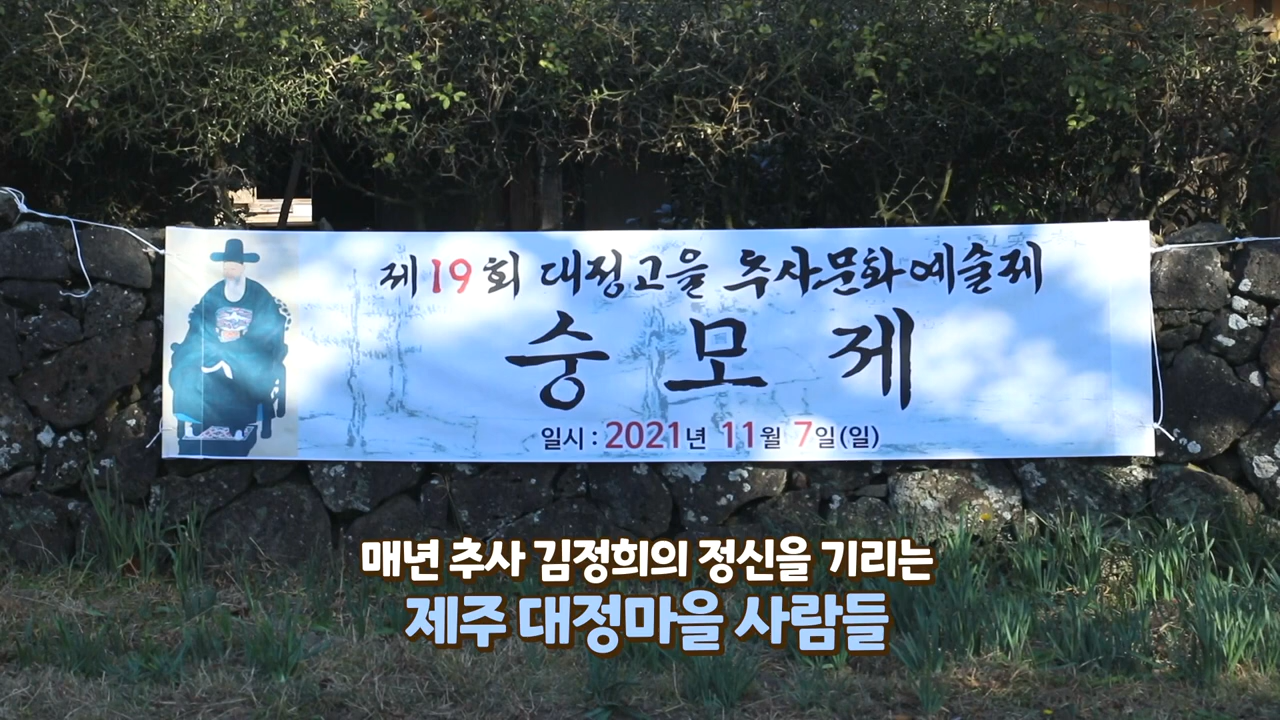 제19회 대정고을 추사문화예술제
숭모제
일시 : 2021년 11월 7일(일)
매년 추사 김정희의 정신을 기리는
제주 대정마을 사람들